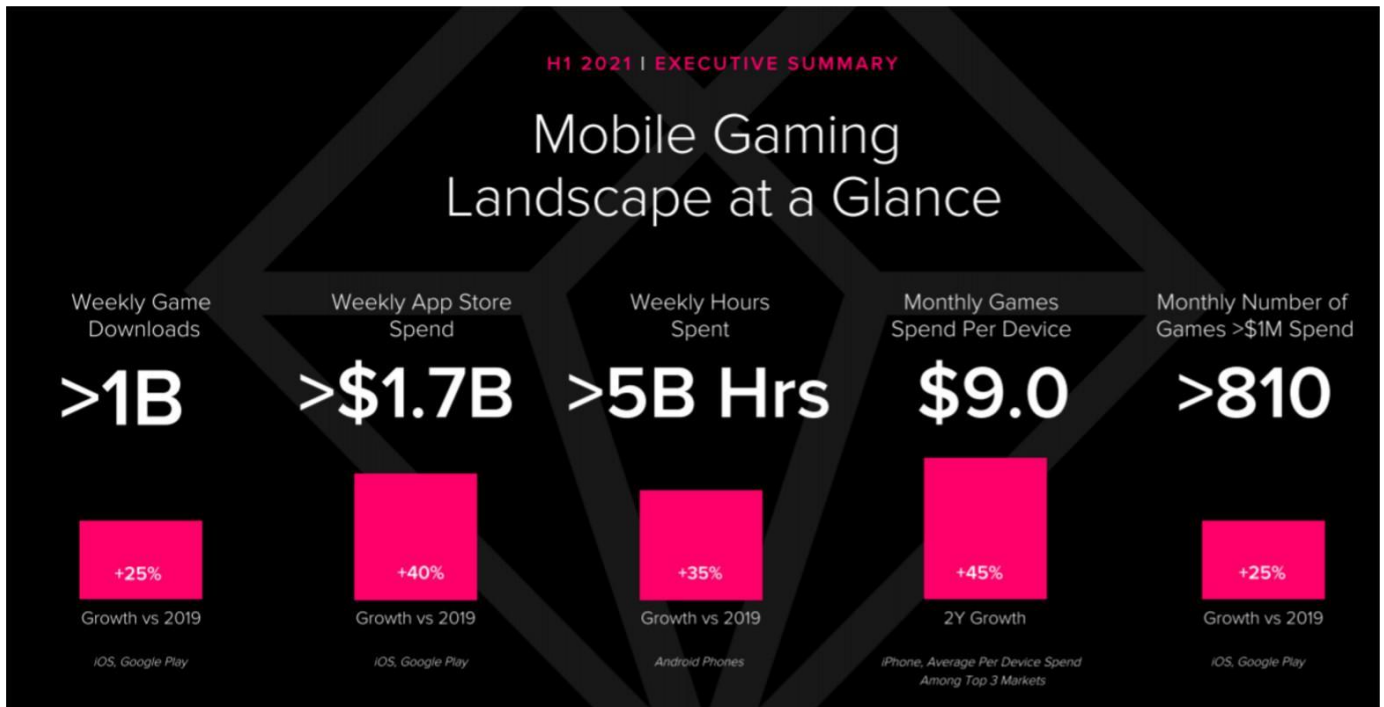 H1 2021 | EXECUTIVE SUMMARY
Mobile Gaming
Landscape at a Glance
Weekly Game
Downloads
>1B
+25%
Growth vs 2019
iOS, Google Play
Weekly App Store
Spend
>$1.7B
+40%
Growth vs 2019
iOS, Google Play
Weekly Hours
Spent
>5B Hrs
+35%
Growth vs 2019
Android Phones
Monthly Games
Spend Per Device
$9.0
+45%
2Y Growth
iPhone, Average Per Device Spend
Among Top 3 Markets
Monthly Number of
Games >$1M Spend
>810
+25%
Growth vs 2019
iOS, Google Play